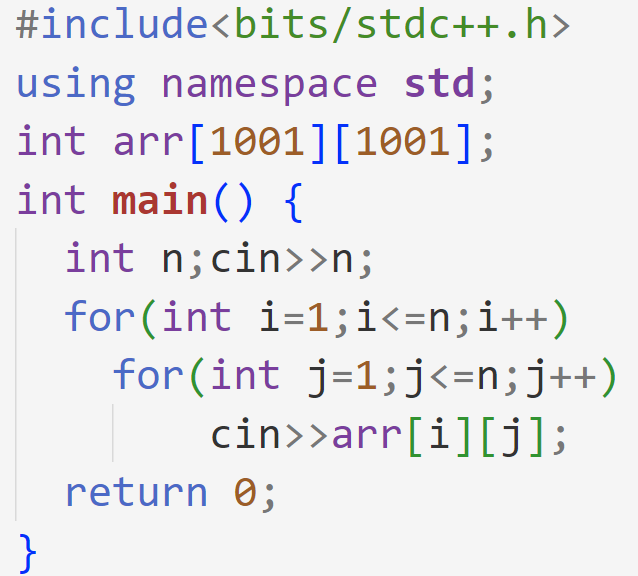 #include<bits/stdc++.h>
using namespace std;
int arr[1001][1001];
int main() {
  int n;cin>>n;
  for(int i=1;i<=n;i++)
    for(int j=1;j<=n;j++)
        cin>>arr[i][j];
  return 0;
}